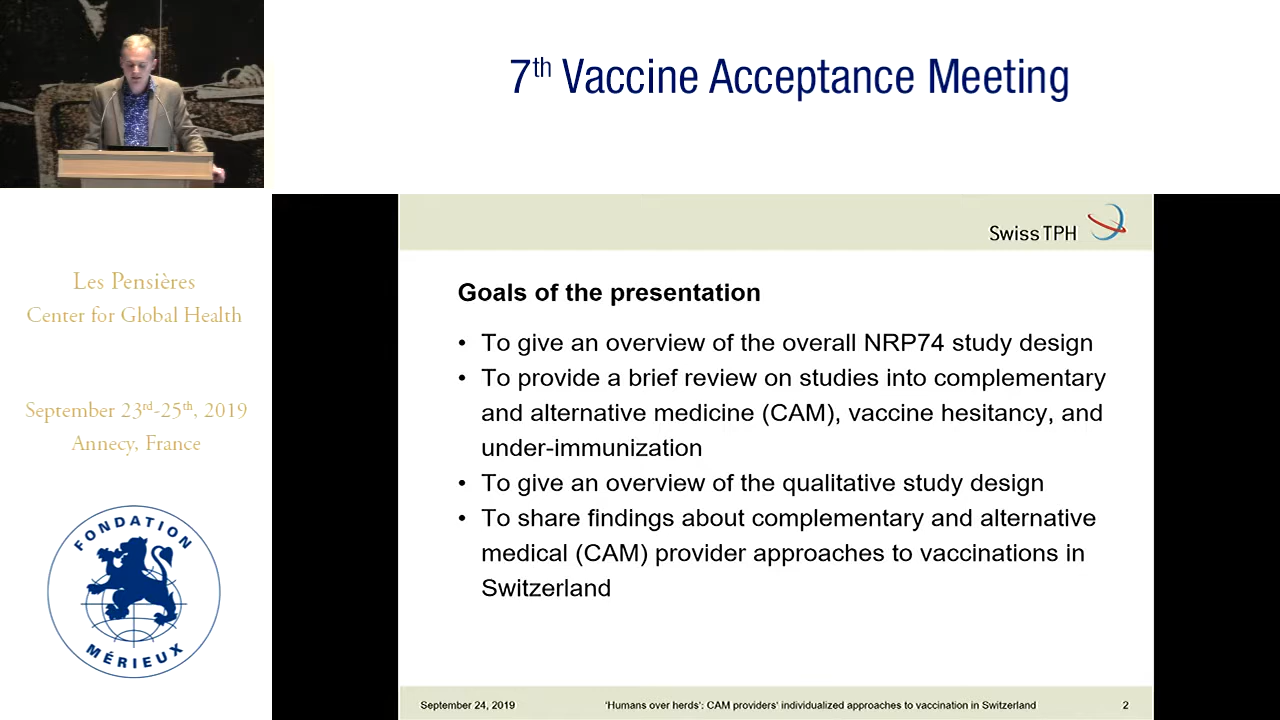 7th Vaccine Acceptance Meeting
Les Pensières
Center for Global Health
September 23rd-25th, 2019
Annecy, France
FONDATION
MÉRIEUX
Swiss TPH
Goals of the presentation
• To give an overview of the overall NRP74 study design
• To provide a brief review on studies into complementary
and alternative medicine (CAM), vaccine hesitancy, and
under-immunization
• To give an overview of the qualitative study design
• To share findings about complementary and alternative
medical (CAM) provider approaches to vaccinations in
Switzerland
September 24, 2019
‘Humans over herds’: CAM providers’ individualized approaches to vaccination in Switzerland
2